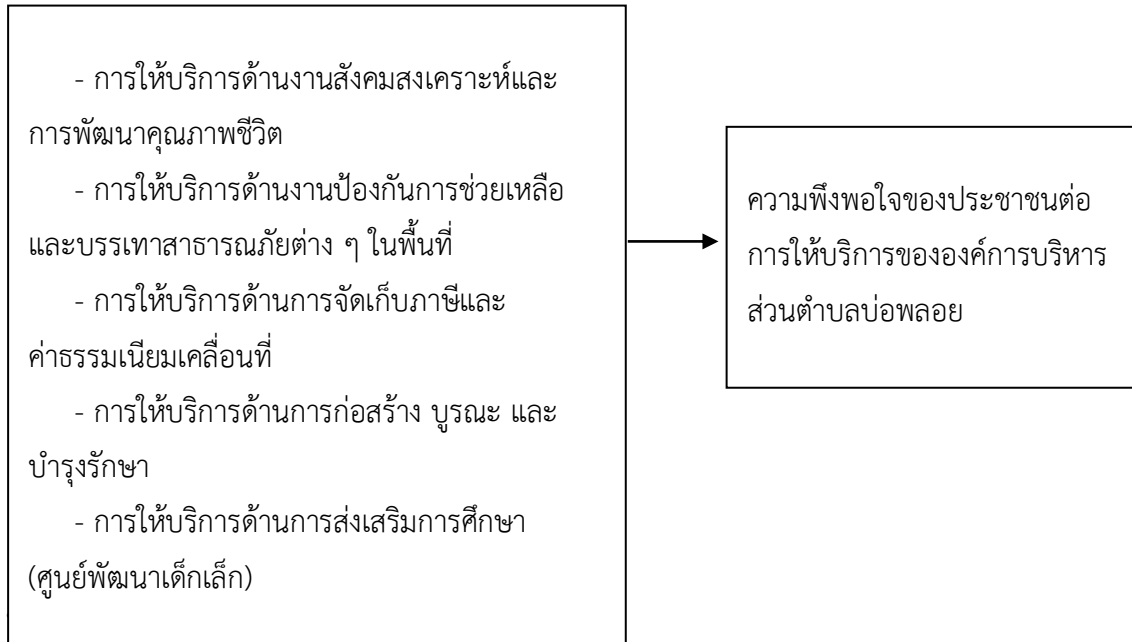 - การให้บริการด้านงานสังคมสงเคราะห์และ
การพัฒนาคุณภาพชีวิต
- การให้บริการด้านงานป้องกันการช่วยเหลือ
และบรรเทาสาธารณภัยต่าง ๆ ในพื้นที่
- การให้บริการด้านการจัดเก็บภาษีและ
ค่าธรรมเนียมเคลื่อนที่
- การให้บริการด้านการก่อสร้าง บูรณะ และ
บำรุงรักษา
- การให้บริการด้านการส่งเสริมการศึกษา
(ศูนย์พัฒนาเด็กเล็ก)
ความพึงพอใจของประชาชนต่อ
การให้บริการขององค์การบริหาร
ส่วนตำบลบ่อพลอย